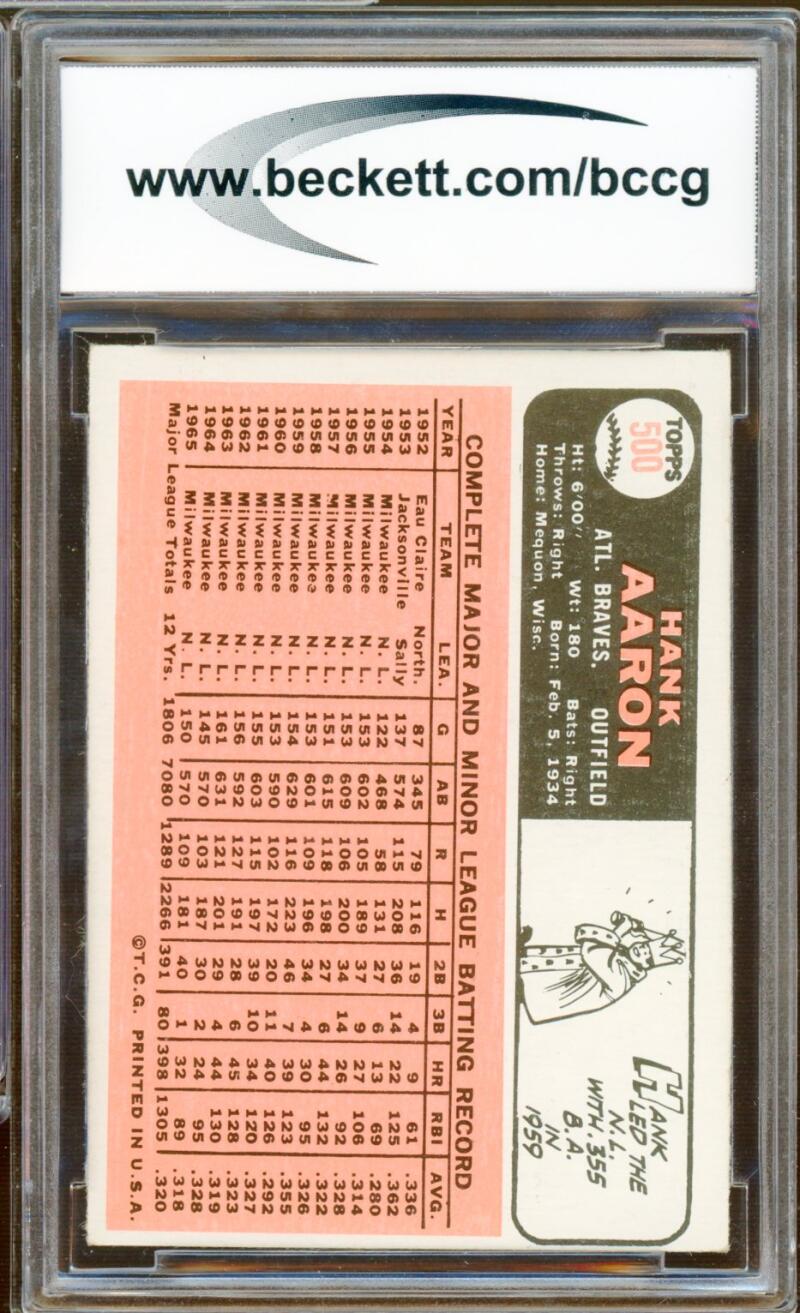 www.beckett.com/bccg
TOPPS
500
HANK
AARON
ATL. BRAVES. OUTFIELD
Ht: 6'00" Wt: 180 Bats: Right
Throws: Right Born: Feb. 5, 1934
Home: Mequon, Wisc.
HANK
LED THE
N.L.
WITH .355
B.A.
IN
1959
COMPLETE MAJOR AND MINOR LEAGUE BATTING RECORD
YEAR TEAM LEA. G AB R H 2B 3B HR RBI AVG.
1952 Eau Claire North. 87 345 79 116 19 4 9 61 .336
1953 Jacksonville Sally 137 574 115 208 36 14 22 125 .362
1954 Milwaukee N. L. 122 468 58 131 27 6 13 69 .280
1955 Milwaukee N. L. 153 602 105 189 37 9 27 106 .314
1956 Milwaukee N. L. 153 609 106 200 34 14 26 92 .328
1957 Milwaukee N. L. 151 615 118 198 27 6 44 132 .322
1958 Milwaukee N. L. 153 601 109 196 34 4 30 95 .326
1959 Milwaukee N. L. 154 629 116 223 46 7 39 123 .355
1960 Milwaukee N. L. 153 590 102 172 20 11 40 126 .292
1961 Milwaukee N. L. 155 603 115 197 39 10 34 120 .327
1962 Milwaukee N. L. 156 592 127 191 28 6 45 128 .323
1963 Milwaukee N. L. 161 631 121 201 29 4 44 130 .319
1964 Milwaukee N. L. 145 570 103 187 30 2 24 95 .328
1965 Milwaukee N. L. 150 570 109 181 40 1 32 89 .318
Major League Totals 12 Yrs. 1806 7080 1289 2266 391 80 398 1305 .320
©T.C.G. PRINTED IN U.S.A.